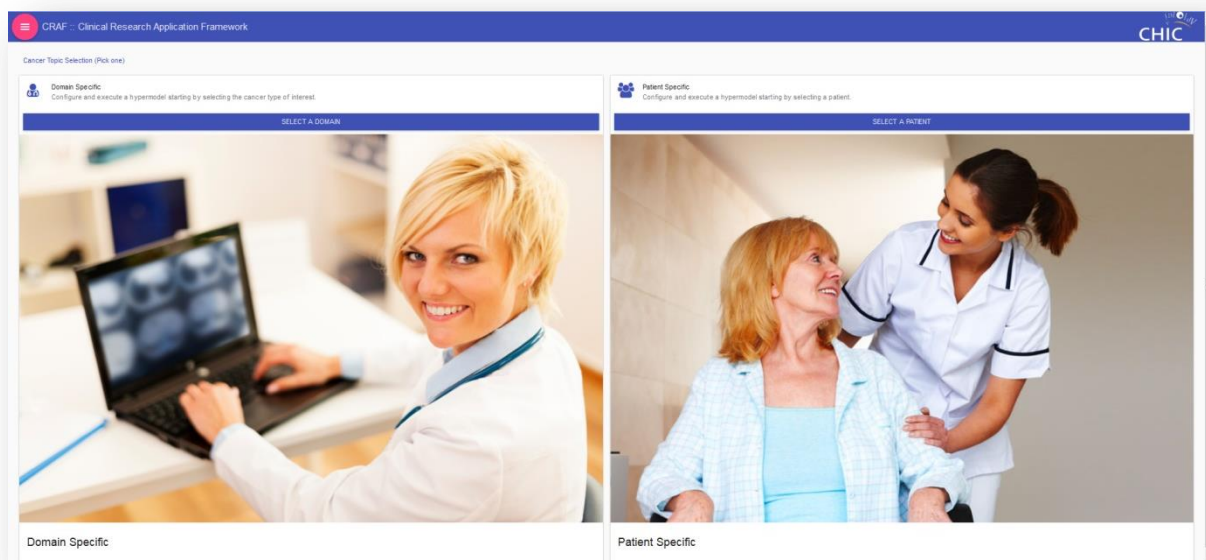 CRAF :: Clinical Research Application Framework
CHIC
Cancer Topic Selection (Pick one)
Domain Specific
Configure and execute a hypermodel starting by selecting the cancer type of interest.
SELECT A DOMAIN
Patient Specific
Configure and execute a hypermodel starting by selecting a patient.
SELECT A PATIENT
Domain Specific
Patient Specific